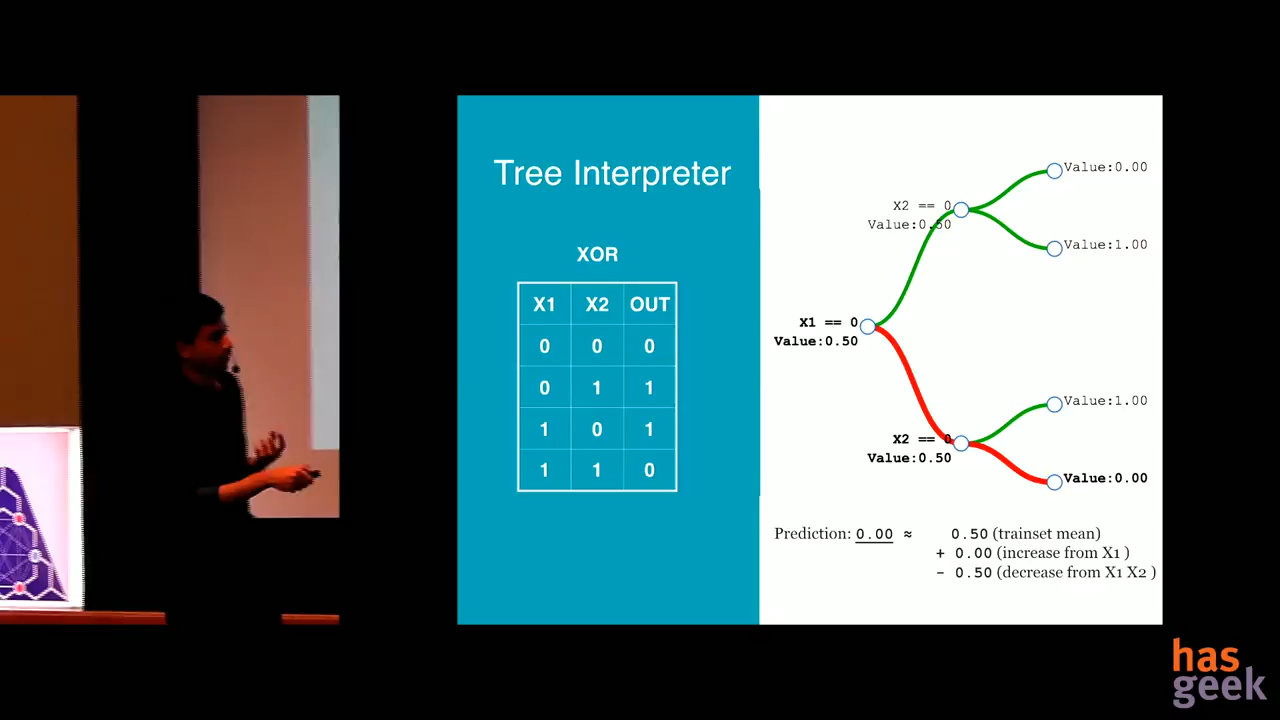 Tree Interpreter
XOR
X1 X2 OUT
0 0 0
0 1 1
1 0 1
1 1 0
Value:0.00
X2 == 0
Value:0.50
Value:1.00
X1 == 0
Value:0.50
Value:1.00
X2 == 0
Value:0.50
Value:0.00
Prediction: 0.00 ≈ 0.50 (trainset mean)
+ 0.00 (increase from X1 )
- 0.50 (decrease from X1 X2 )
has
geek